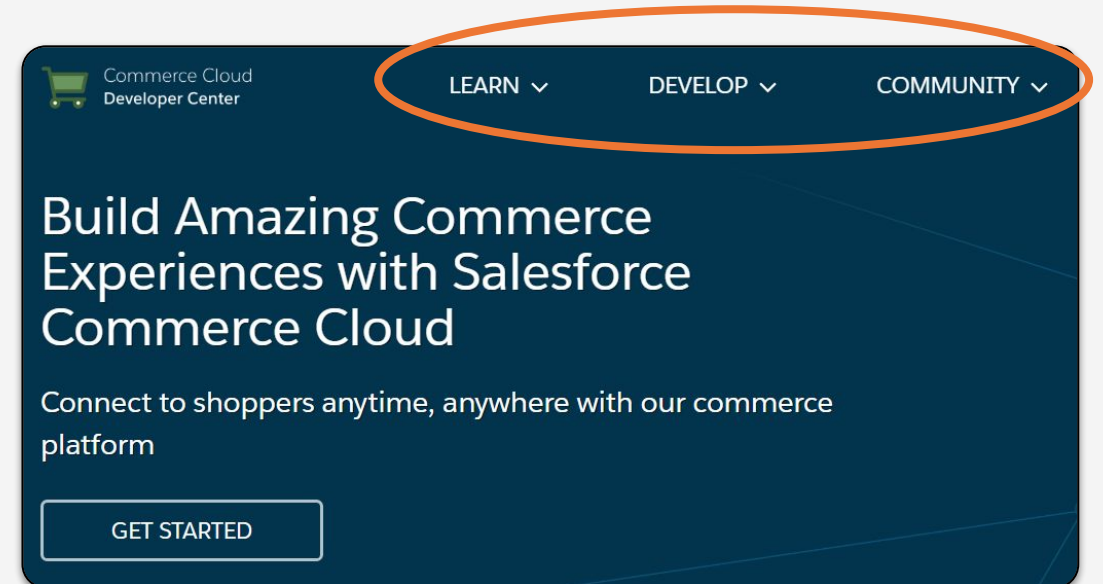 Commerce Cloud
Developer Center
LEARN
DEVELOP
COMMUNITY
Build Amazing Commerce
Experiences with Salesforce
Commerce Cloud
Connect to shoppers anytime, anywhere with our commerce
platform
GET STARTED